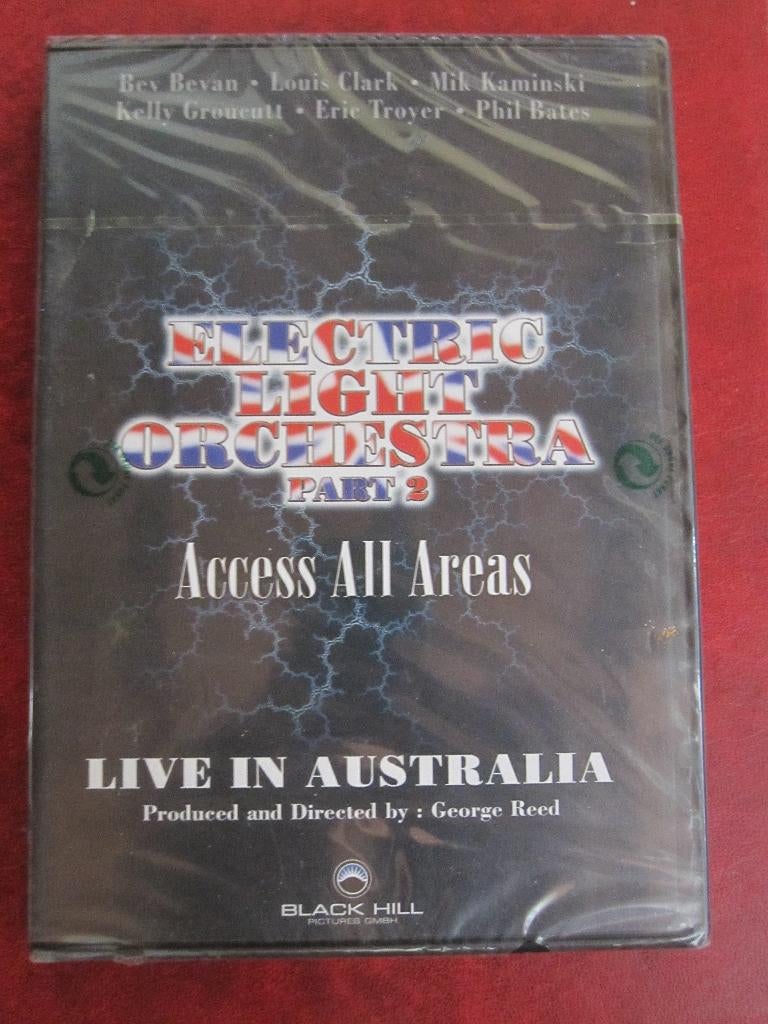 Bev Bevan • Louis Clark • Mik Kaminski
Kelly Groucutt • Eric Troyer • Phil Bates
ELECTRIC
LIGHT
ORCHESTRA
PART 2
Access All Areas
LIVE IN AUSTRALIA
Produced and Directed by : George Reed
BLACK HILL
PICTURES GMBH